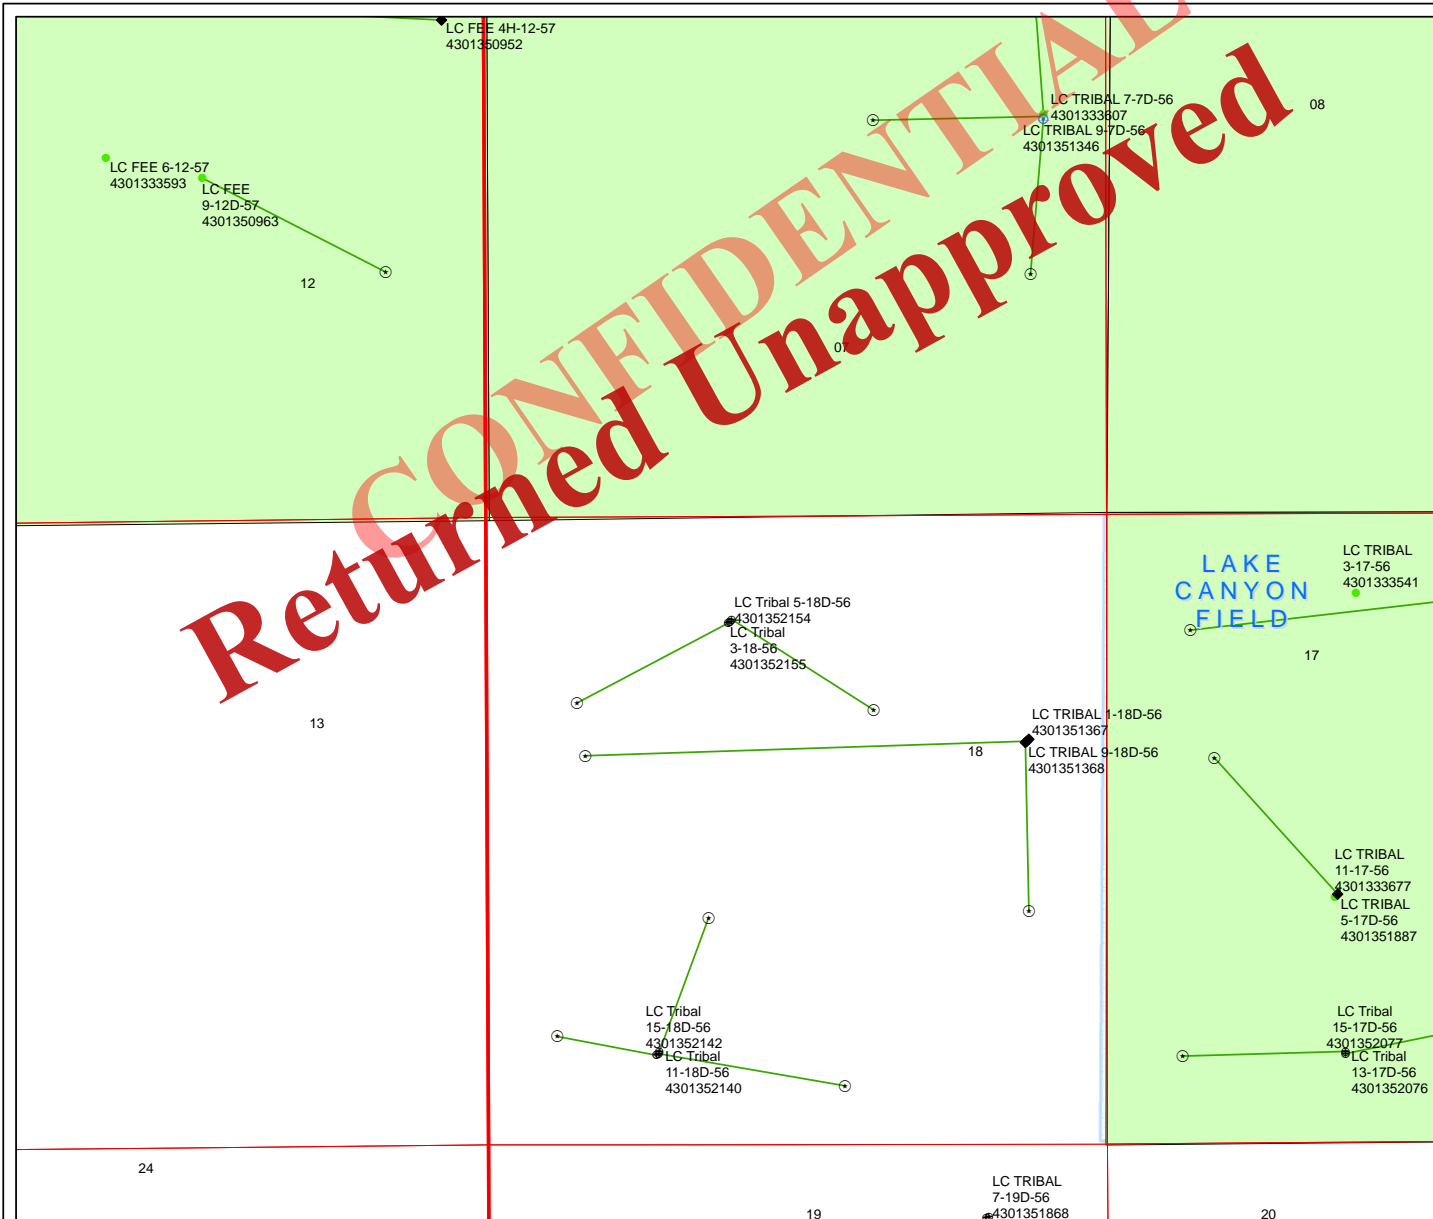 LC FEE 4H-12-57
4301350952
LC TRIBAL 7-7D-56
4301333607
LC TRIBAL 9-7D-56
4301351346
08
LC FEE 6-12-57
4301333593
LC FEE
9-12D-57
4301350963
12
07
CONFIDENTIAL
Returned Unapproved
LAKE
CANYON
FIELD
LC TRIBAL
3-17-56
4301333541
17
LC Tribal 5-18D-56
4301352154
LC Tribal
3-18-56
4301352155
13
LC TRIBAL 1-18D-56
4301351367
18
LC TRIBAL 9-18D-56
4301351368
LC TRIBAL
11-17-56
4301333677
LC TRIBAL
5-17D-56
4301351887
LC Tribal
15-18D-56
4301352142
LC Tribal
11-18D-56
4301352140
LC Tribal
15-17D-56
4301352077
LC Tribal
13-17D-56
4301352076
24
LC TRIBAL
7-19D-56
4301351868
19
20